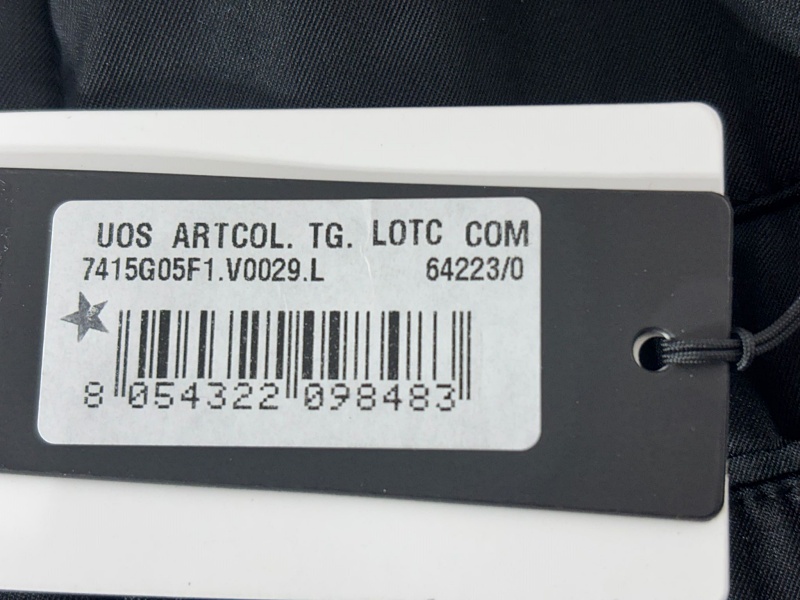 UOS ARTCOL. TG. LOTC COM
7415G05F1.V0029.L 64223/0
8 054322 098483